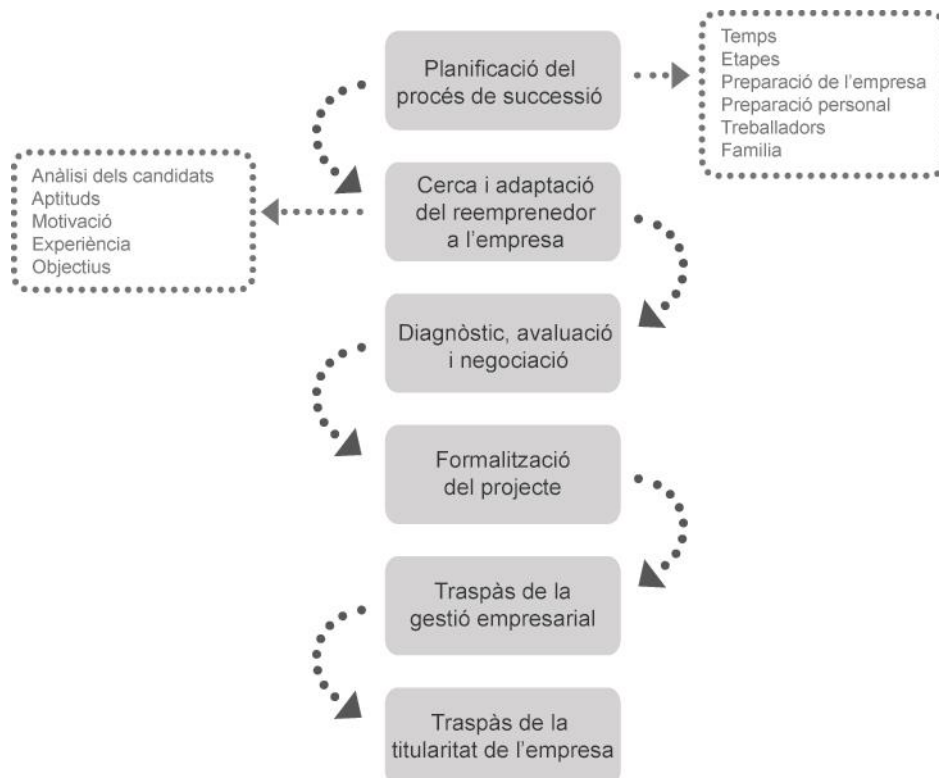 Planificació del
procés de successió
Temps
Etapes
Preparació de l'empresa
Preparació personal
Treballadors
Familia
Cerca i adaptació
del reemprenedor
a l'empresa
Anàlisi dels candidats
Aptituds
Motivació
Experiència
Objectius
Diagnòstic, avaluació
i negociació
Formalització
del projecte
Traspàs de la
gestió empresarial
Traspàs de la
titularitat de l'empresa